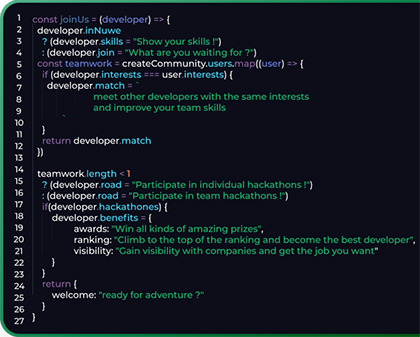 1 const joinUs = (developer) => {
2 developer.inNuwe
3 ? (developer.skills = "Show your skills !")
4 : (developer.join = "What are you waiting for ?")
5 const teamwork = createCommunity.users.map((user) => {
6 if (developer.interests === user.interests) {
7 developer.match = `
8 meet other developers with the same interests
9 and improve your team skills
10 `
11 }
12 return developer.match
13 })
14
15 teamwork.length < 1
16 ? (developer.road = "Participate in individual hackathons !")
17 : (developer.road = "Participate in team hackathons !")
18 if(developer.hackathones) {
19 developer.benefits = {
20 awards: "Win all kinds of amazing prizes",
21 ranking: "Climb to the top of the ranking and become the best developer",
22 visibility: "Gain visibility with companies and get the job you want"
23 }
24 }
25 return {
26 welcome: "ready for adventure ?"
27 }
}